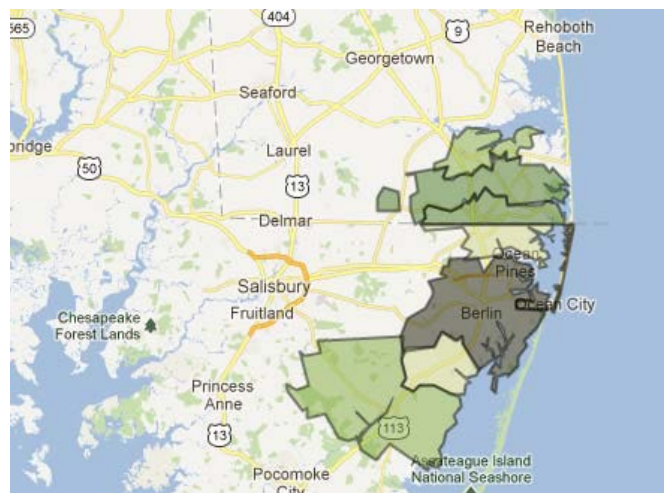 404
565
9
Rehoboth
Beach
Georgetown
Seaford
Laurel
50
13
Delmar
Ocean
Pines
Salisbury
Ocean City
Chesapeake
Forest Lands
Fruitland
Berlin
Princess
Anne
13
113
Assateague Island
National Seashore
Pocomoke
City